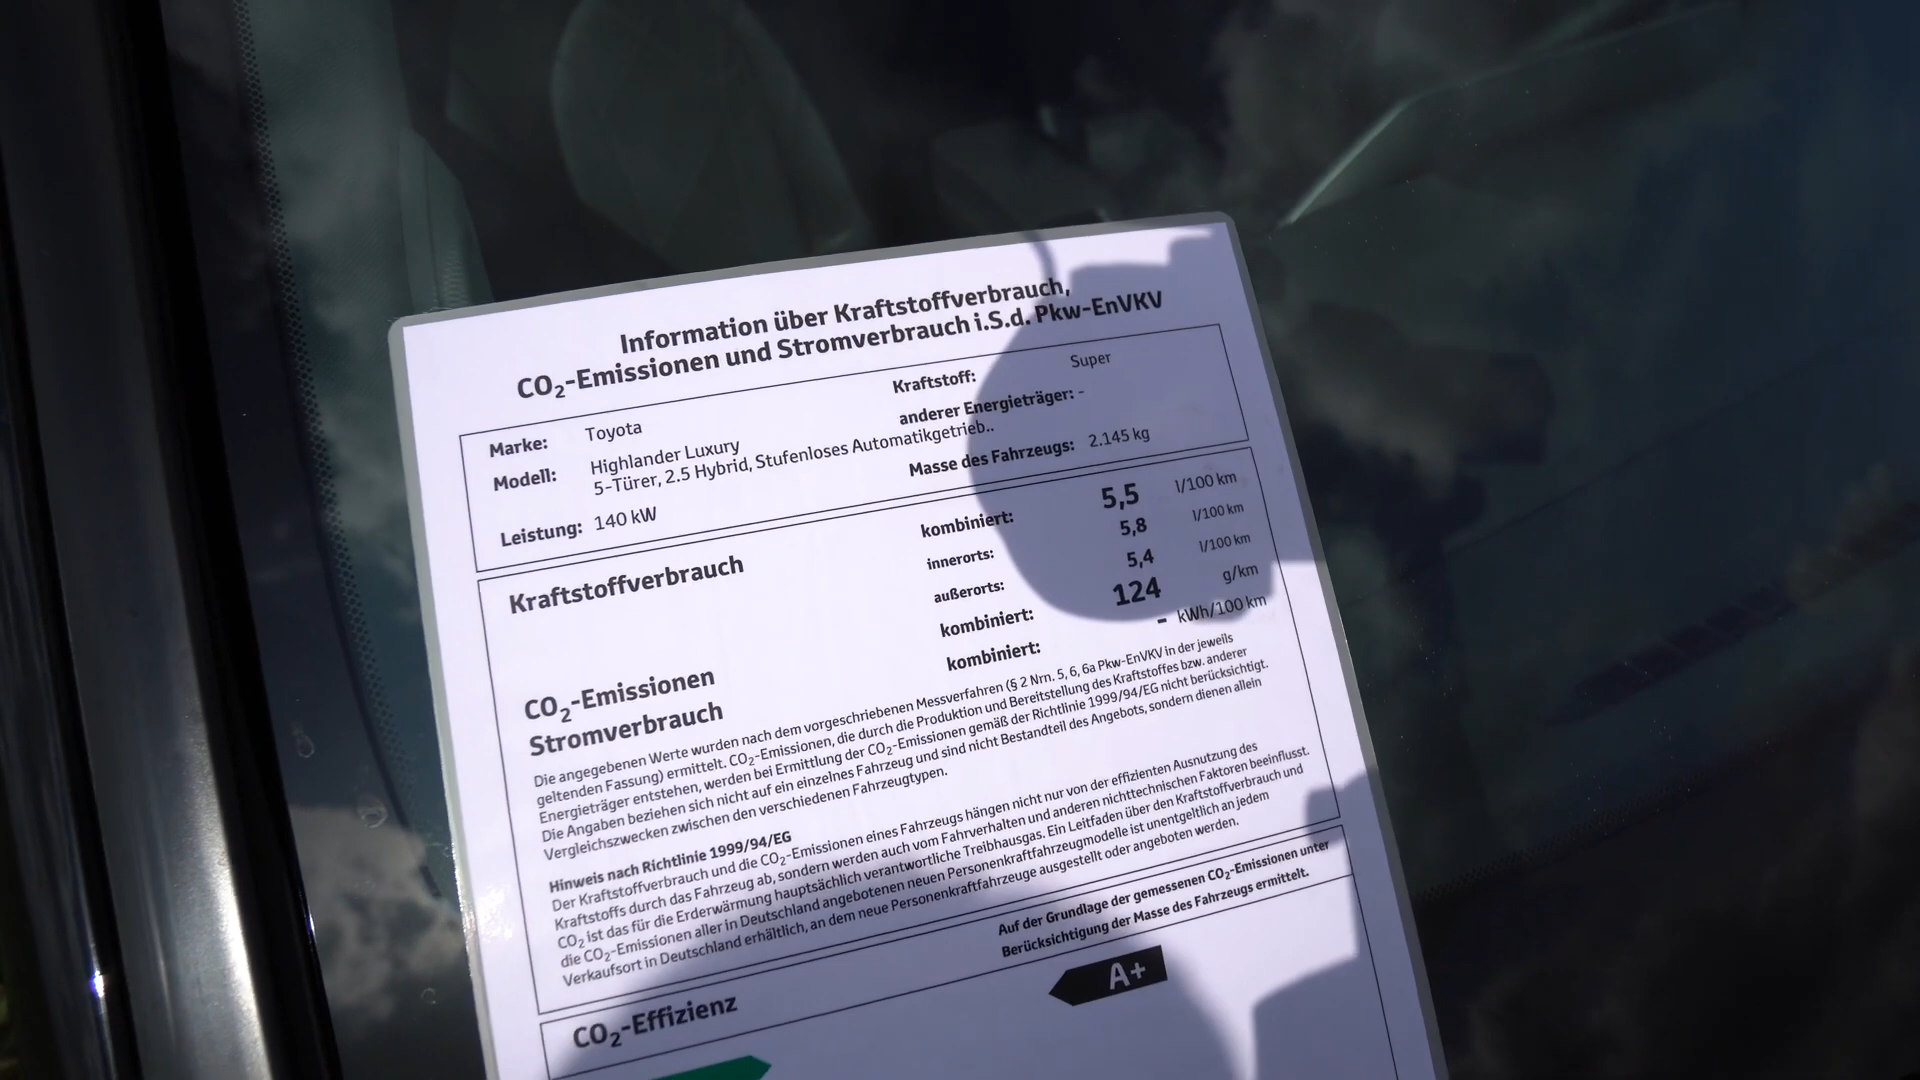 Information über Kraftstoffverbrauch,
CO₂-Emissionen und Stromverbrauch i.S.d. Pkw-EnVKV
Marke: Toyota
Kraftstoff: Super
anderer Energieträger: -
Modell: Highlander Luxury
5-Türer, 2.5 Hybrid, Stufenloses Automatikgetrieb..
Masse des Fahrzeugs: 2.145 kg
Leistung: 140 kW
Kraftstoffverbrauch
kombiniert: 5,5 l/100 km
innerorts: 5,8 l/100 km
außerorts: 5,4 l/100 km
CO₂-Emissionen kombiniert: 124 g/km
Stromverbrauch kombiniert: - kWh/100 km
Die angegebenen Werte wurden nach dem vorgeschriebenen Messverfahren (§ 2 Nrn. 5, 6, 6a Pkw-EnVKV in der jeweils
geltenden Fassung) ermittelt. CO₂-Emissionen, die durch die Produktion und Bereitstellung des Kraftstoffes bzw. anderer
Energieträger entstehen, werden bei Ermittlung der CO₂-Emissionen gemäß der Richtlinie 1999/94/EG nicht berücksichtigt.
Die Angaben beziehen sich nicht auf ein einzelnes Fahrzeug und sind nicht Bestandteil des Angebots, sondern dienen allein
Vergleichszwecken zwischen den verschiedenen Fahrzeugtypen.
Hinweis nach Richtlinie 1999/94/EG
Der Kraftstoffverbrauch und die CO₂-Emissionen eines Fahrzeugs hängen nicht nur von der effizienten Ausnutzung des
Kraftstoffs durch das Fahrzeug ab, sondern werden auch vom Fahrverhalten und anderen nichttechnischen Faktoren beeinflusst.
CO₂ ist das für die Erderwärmung hauptsächlich verantwortliche Treibhausgas. Ein Leitfaden über den Kraftstoffverbrauch und
die CO₂-Emissionen aller in Deutschland angebotenen neuen Personenkraftfahrzeugmodelle ist unentgeltlich an jedem
Verkaufsort in Deutschland erhältlich, an dem neue Personenkraftfahrzeuge ausgestellt oder angeboten werden.
CO₂-Effizienz
Auf der Grundlage der gemessenen CO₂-Emissionen unter
Berücksichtigung der Masse des Fahrzeugs ermittelt.
A+